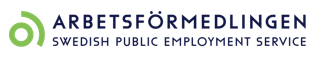 ARBETSFÖRMEDLINGEN
SWEDISH PUBLIC EMPLOYMENT SERVICE